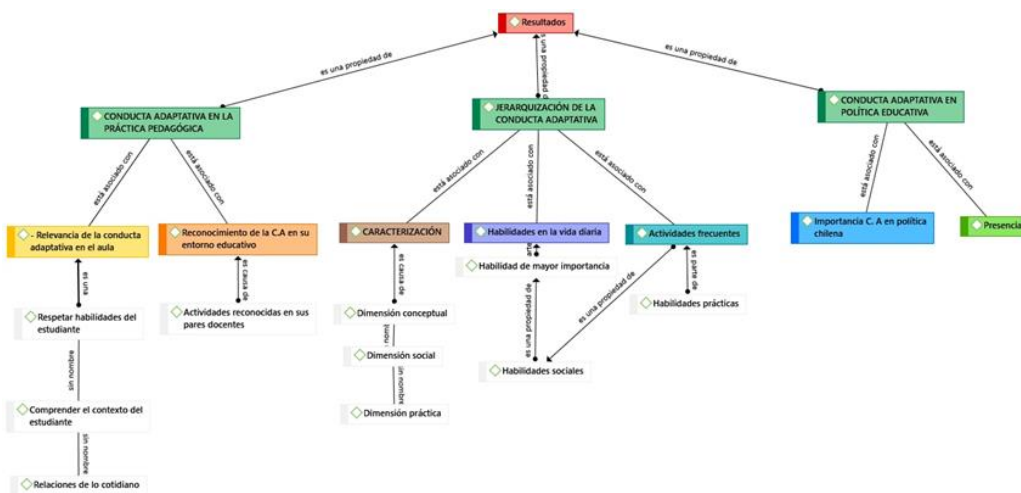 Resultados
es una propiedad de
es una propiedad d
es una propiedad de
CONDUCTA ADAPTATIVA EN LA
PRÁCTICA PEDAGÓGICA
JERARQUIZACIÓN DE LA
CONDUCTA ADAPTATIVA
CONDUCTA ADAPTATIVA EN
POLÍTICA EDUCATIVA
está asociado con
está asociado con
está asociado con
está asociado con
está asociado con
está asociado con
está asociado con
- Relevancia de la conducta
adaptativa en el aula
Reconocimiento de la C.A en su
entorno educativo
CARACTERIZACIÓN
Habilidades en la vida diaria
Actividades frecuentes
Importancia C. A en política
chilena
Presencia
es una
es causa de
es causa de
arte
es una propiedad de
es parte de
Habilidad de mayor importancia
Respetar habilidades del
estudiante
Actividades reconocidas en sus
pares docentes
Dimensión conceptual
Habilidades prácticas
sin nombre
es una propiedad de
Dimensión social
Habilidades sociales
sin nombre
Comprender el contexto del
estudiante
Dimensión práctica
sin nombre
Relaciones de lo cotidiano